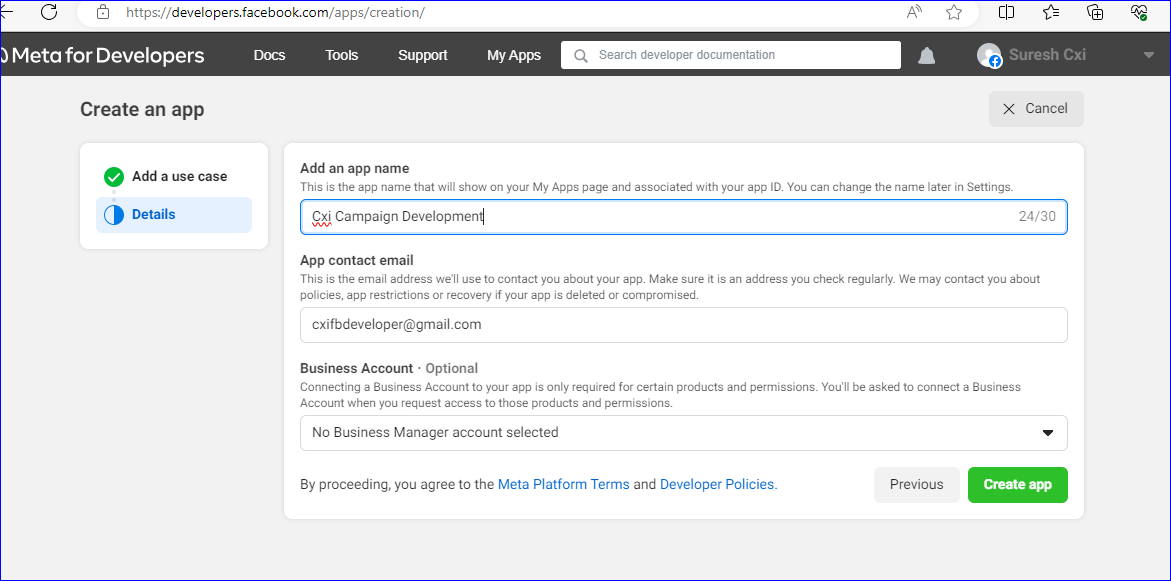 https://developers.facebook.com/apps/creation/
Meta for Developers Docs Tools Support My Apps Search developer documentation Suresh Cxi
Create an app
Cancel
Add a use case
Details
Add an app name
This is the app name that will show on your My Apps page and associated with your app ID. You can change the name later in Settings.
Cxi Campaign Development 24/30
App contact email
This is the email address we'll use to contact you about your app. Make sure it is an address you check regularly. We may contact you about
policies, app restrictions or recovery if your app is deleted or compromised.
cxifbdeveloper@gmail.com
Business Account · Optional
Connecting a Business Account to your app is only required for certain products and permissions. You'll be asked to connect a Business
Account when you request access to those products and permissions.
No Business Manager account selected
By proceeding, you agree to the Meta Platform Terms and Developer Policies.
Previous
Create app